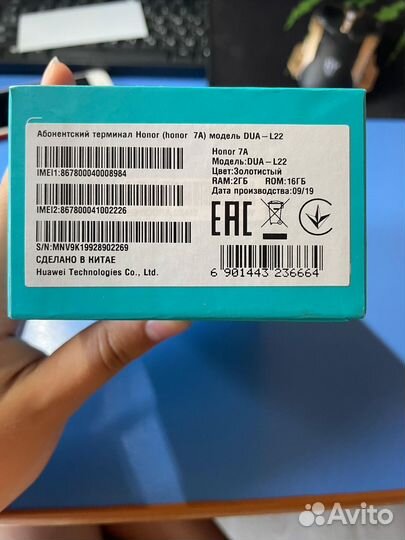 Абонентский терминал Honor (honor 7A) модель DUA-L22
IMEI1:867800040008984
IMEI2:867800041002226
S/N:MNV9K19928902269
СДЕЛАНО В КИТАЕ
Huawei Technologies Co., Ltd.
Honor 7A
Модель:DUA-L22
Цвет:Золотистый
RAM:2ГБ ROM:16ГБ
Дата производства:09/19
EAC
6 901443 236664
Avito